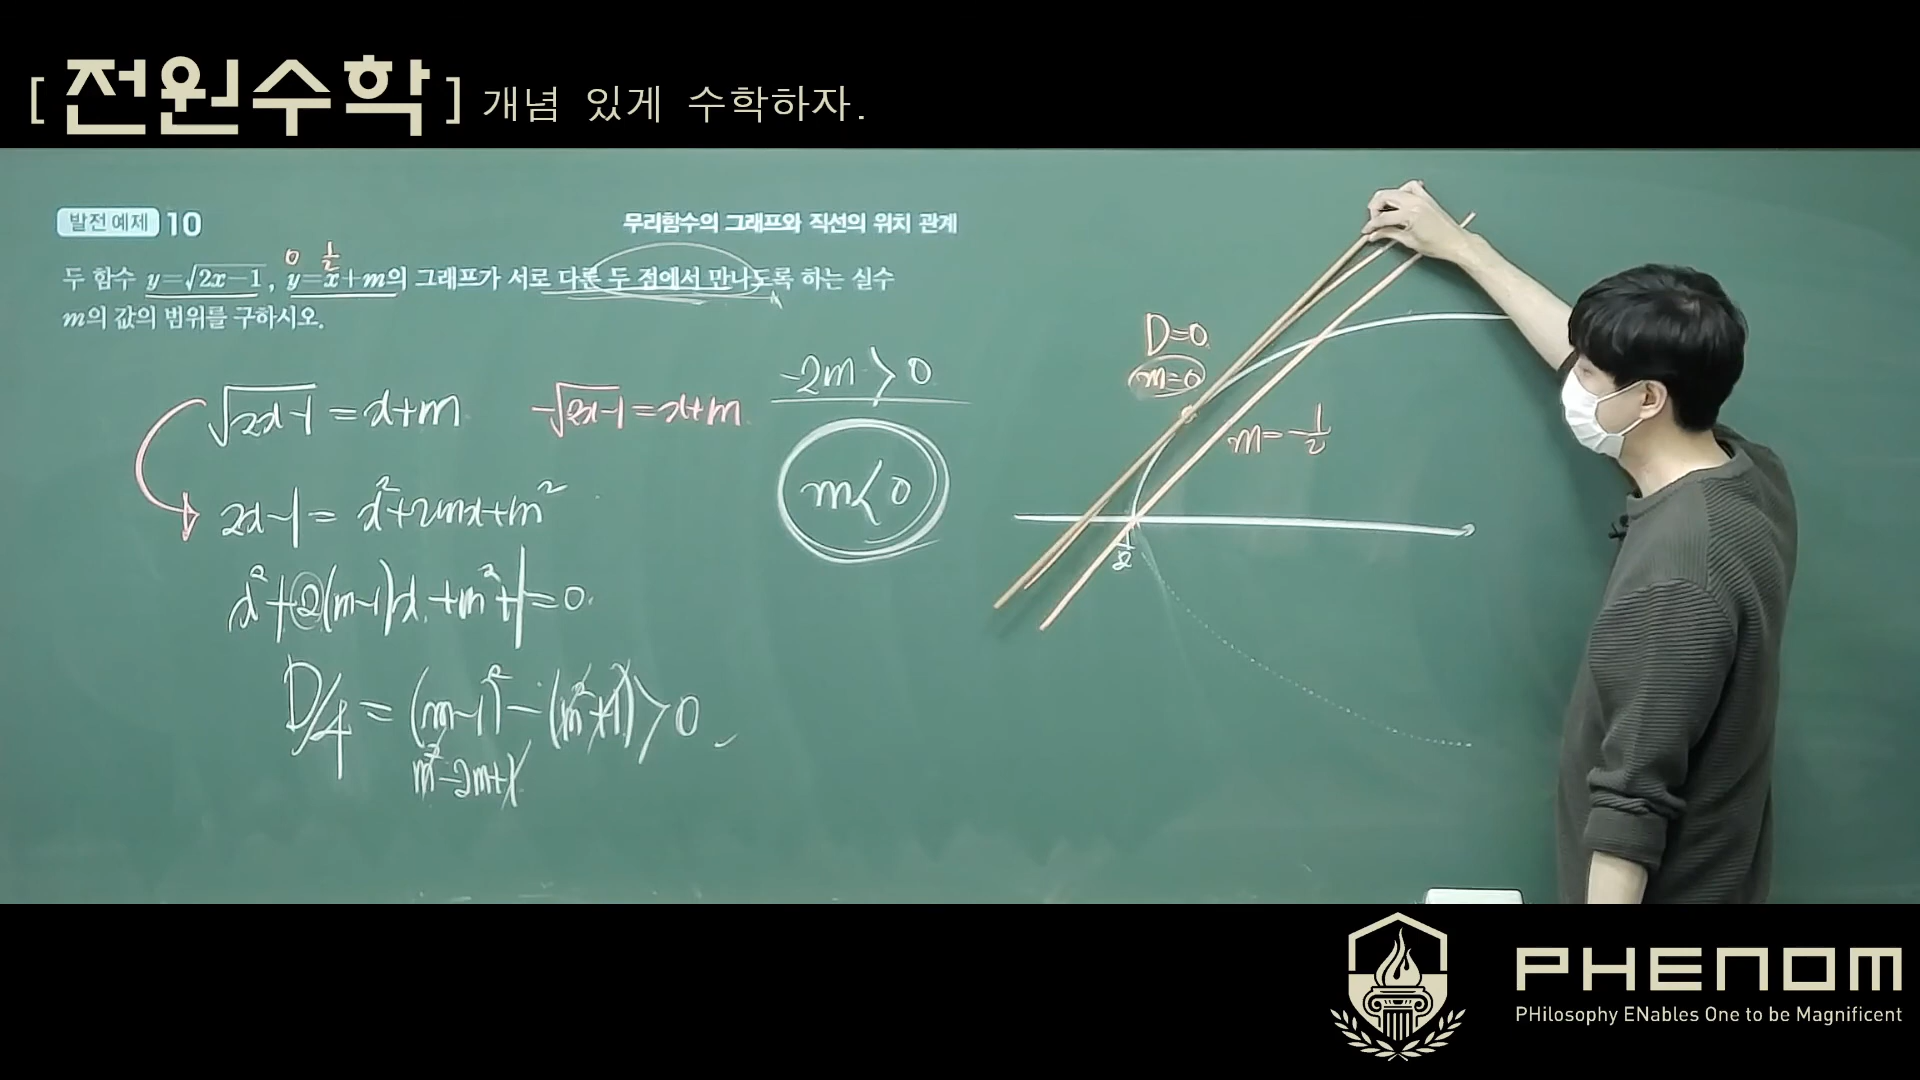 [전원수학] 개념 있게 수학하자.
발전 예제 10
무리함수의 그래프와 직선의 위치 관계
0 1/2
두 함수 y=√2x-1, y=x+m의 그래프가 서로 다른 두 점에서 만나도록 하는 실수
m의 값의 범위를 구하시오.
√2x-1 = x+m
2x-1 = x²+2mx+m²
x²+2(m-1)x+m²+1=0.
D/4 = (m-1)²-(m²+1)>0
m²-2m+1
-√2x-1 = x+m
-2m>0
m<0
D=0.
m=0
m=-1/2
1/2
PHENOM
PHilosophy ENables One to be Magnificent